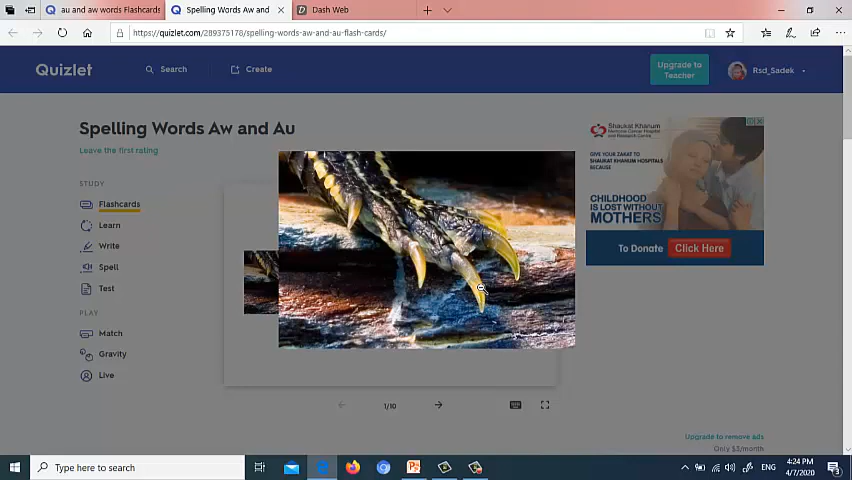 au and aw words Flashcards
Spelling Words Aw and
Dash Web
https://quizlet.com/289375178/spelling-words-aw-and-au-flash-cards/
Quizlet
Search
Create
Upgrade to
Teacher
Rsd_Sadek
Spelling Words Aw and Au
Leave the first rating
STUDY
Flashcards
Learn
Write
Spell
Test
PLAY
Match
Gravity
Live
1/10
SHAUKAT KHANUM
GIVE YOUR ZAKAT TO
SHAUKAT KHANUM HOSPITALS
BECAUSE
CHILDHOOD
IS LOST WITHOUT
MOTHERS
To Donate
Click Here
Upgrade to remove ads
Only $3/month
Type here to search
ENG
4:24 PM
4/7/2020
3